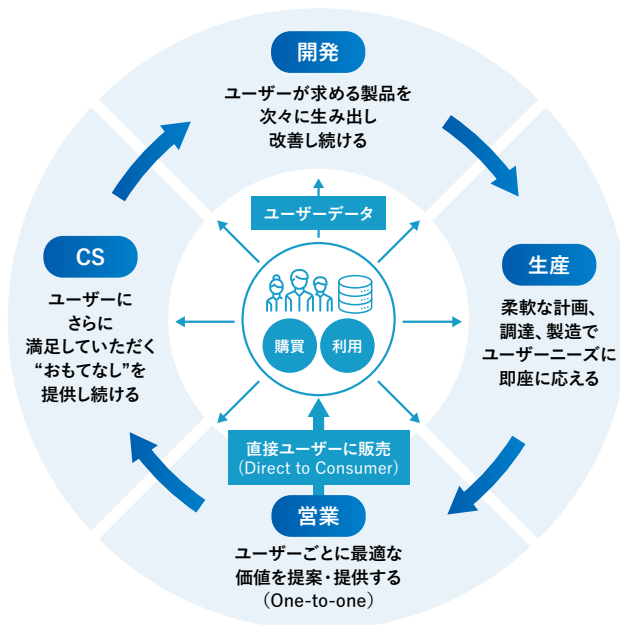 開発
ユーザーが求める製品を
次々に生み出し
改善し続ける
ユーザーデータ
CS
ユーザーに
さらに
満足していただく
“おもてなし”を
提供し続ける
購買
利用
生産
柔軟な計画、
調達、製造で
ユーザーニーズに
即座に応える
直接ユーザーに販売
（Direct to Consumer）
営業
ユーザーごとに最適な
価値を提案・提供する
（One-to-one）